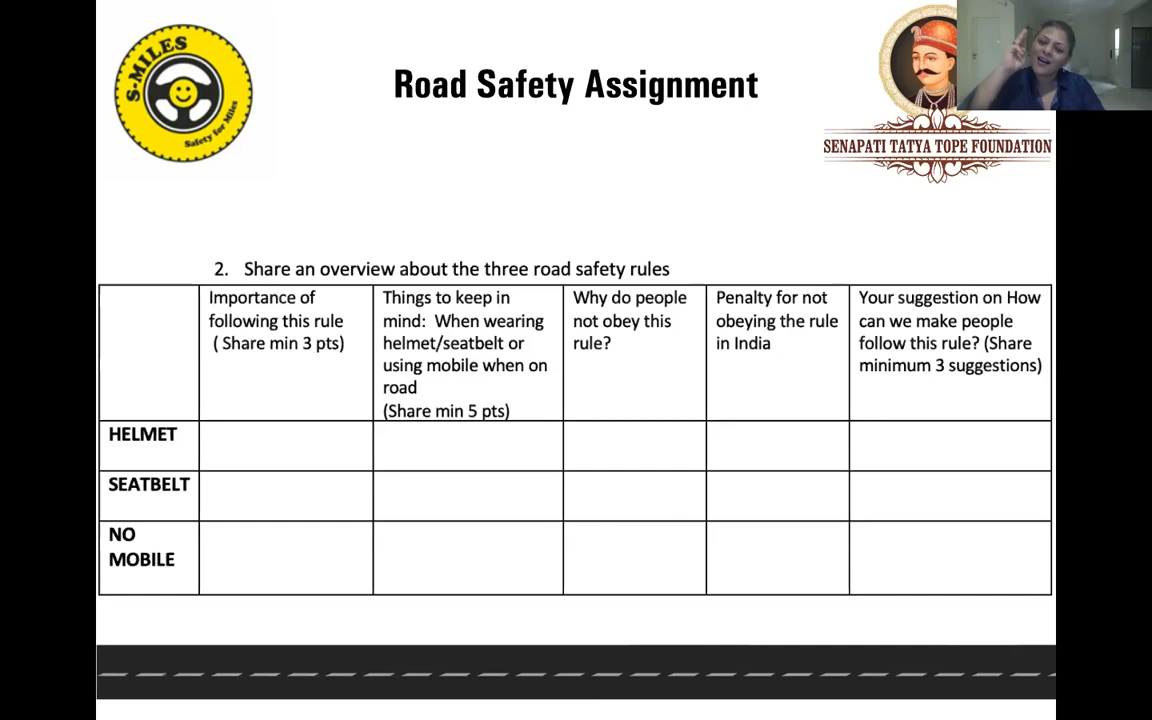 S-MILES
Safety for Miles
Road Safety Assignment
SENAPATI TATYA TOPE FOUNDATION
2. Share an overview about the three road safety rules
Importance of
following this rule
( Share min 3 pts)
Things to keep in
mind: When wearing
helmet/seatbelt or
using mobile when on
road
(Share min 5 pts)
Why do people
not obey this
rule?
Penalty for not
obeying the rule
in India
Your suggestion on How
can we make people
follow this rule? (Share
minimum 3 suggestions)
HELMET
SEATBELT
NO
MOBILE